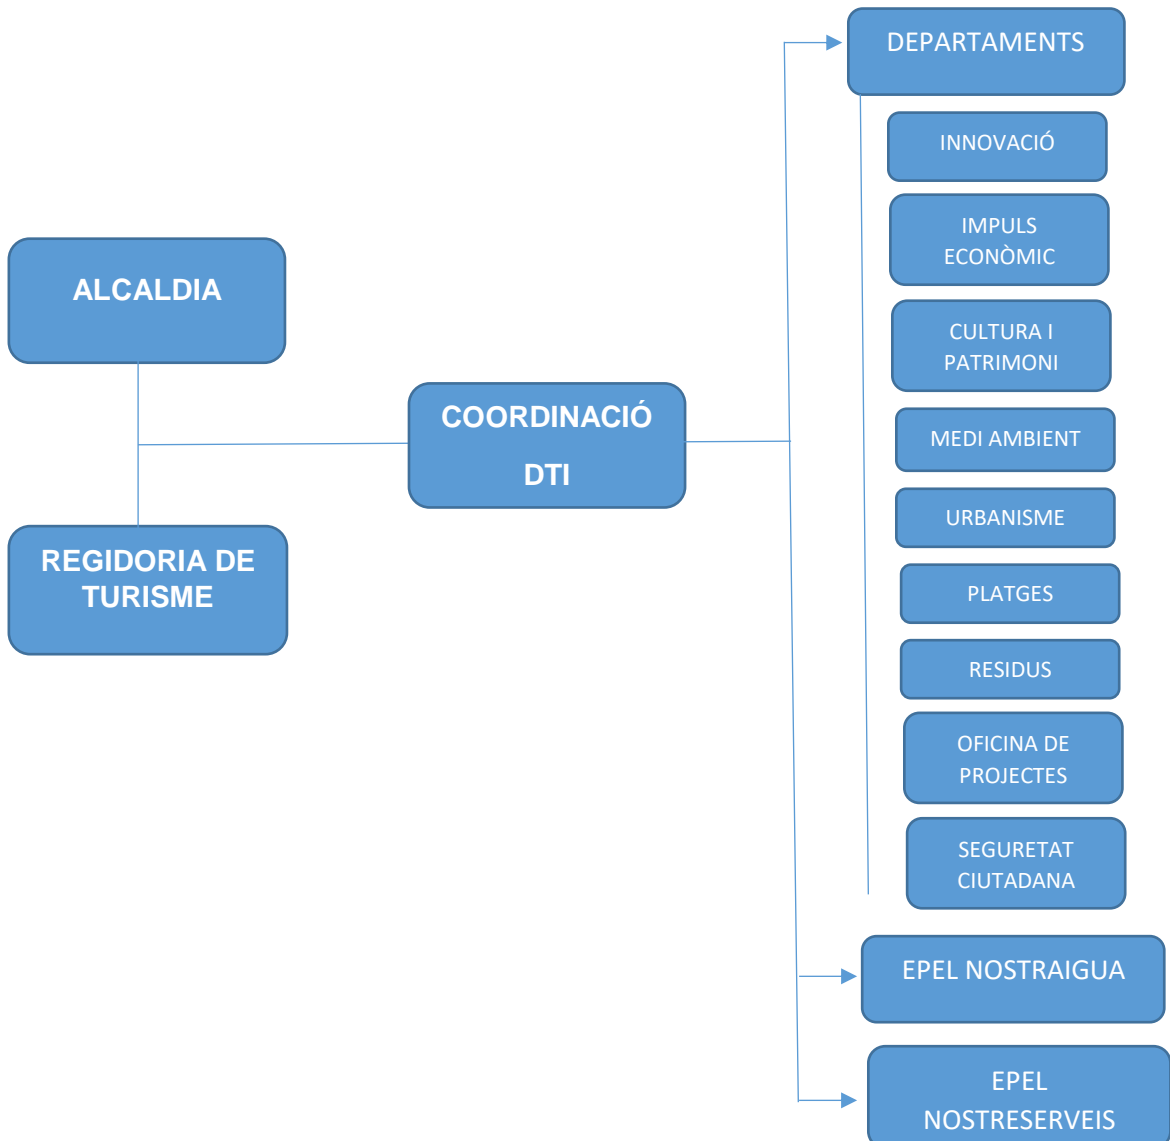 ALCALDIA
REGIDORIA DE
TURISME
COORDINACIÓ
DTI
DEPARTAMENTS
INNOVACIÓ
IMPULS
ECONÒMIC
CULTURA I
PATRIMONI
MEDI AMBIENT
URBANISME
PLATGES
RESIDUS
OFICINA DE
PROJECTES
SEGURETAT
CIUTADANA
EPEL NOSTRAIGUA
EPEL
NOSTRESERVEIS